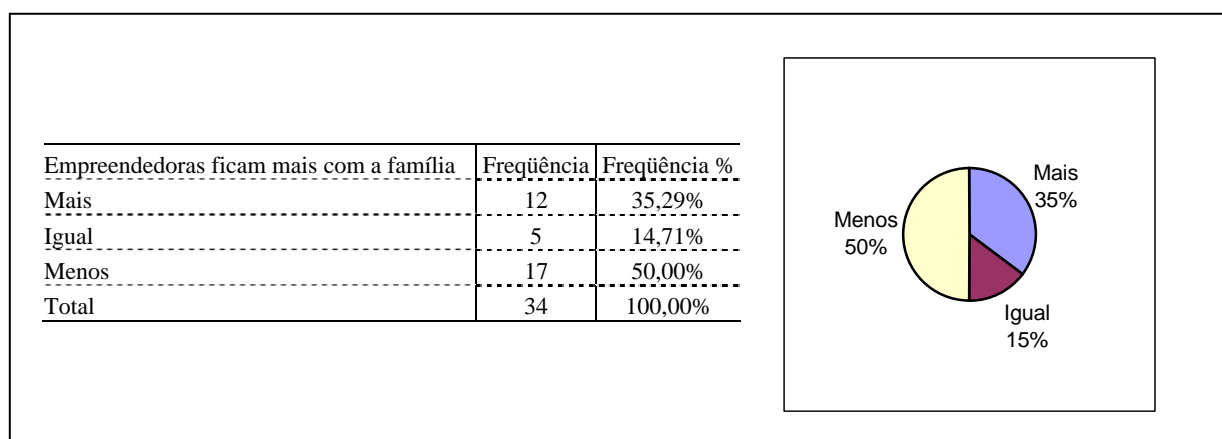 Empreendedoras ficam mais com a família Freqüência Freqüência %
Mais 12 35,29%
Igual 5 14,71%
Menos 17 50,00%
Total 34 100,00%
Mais
35%
Menos
50%
Igual
15%